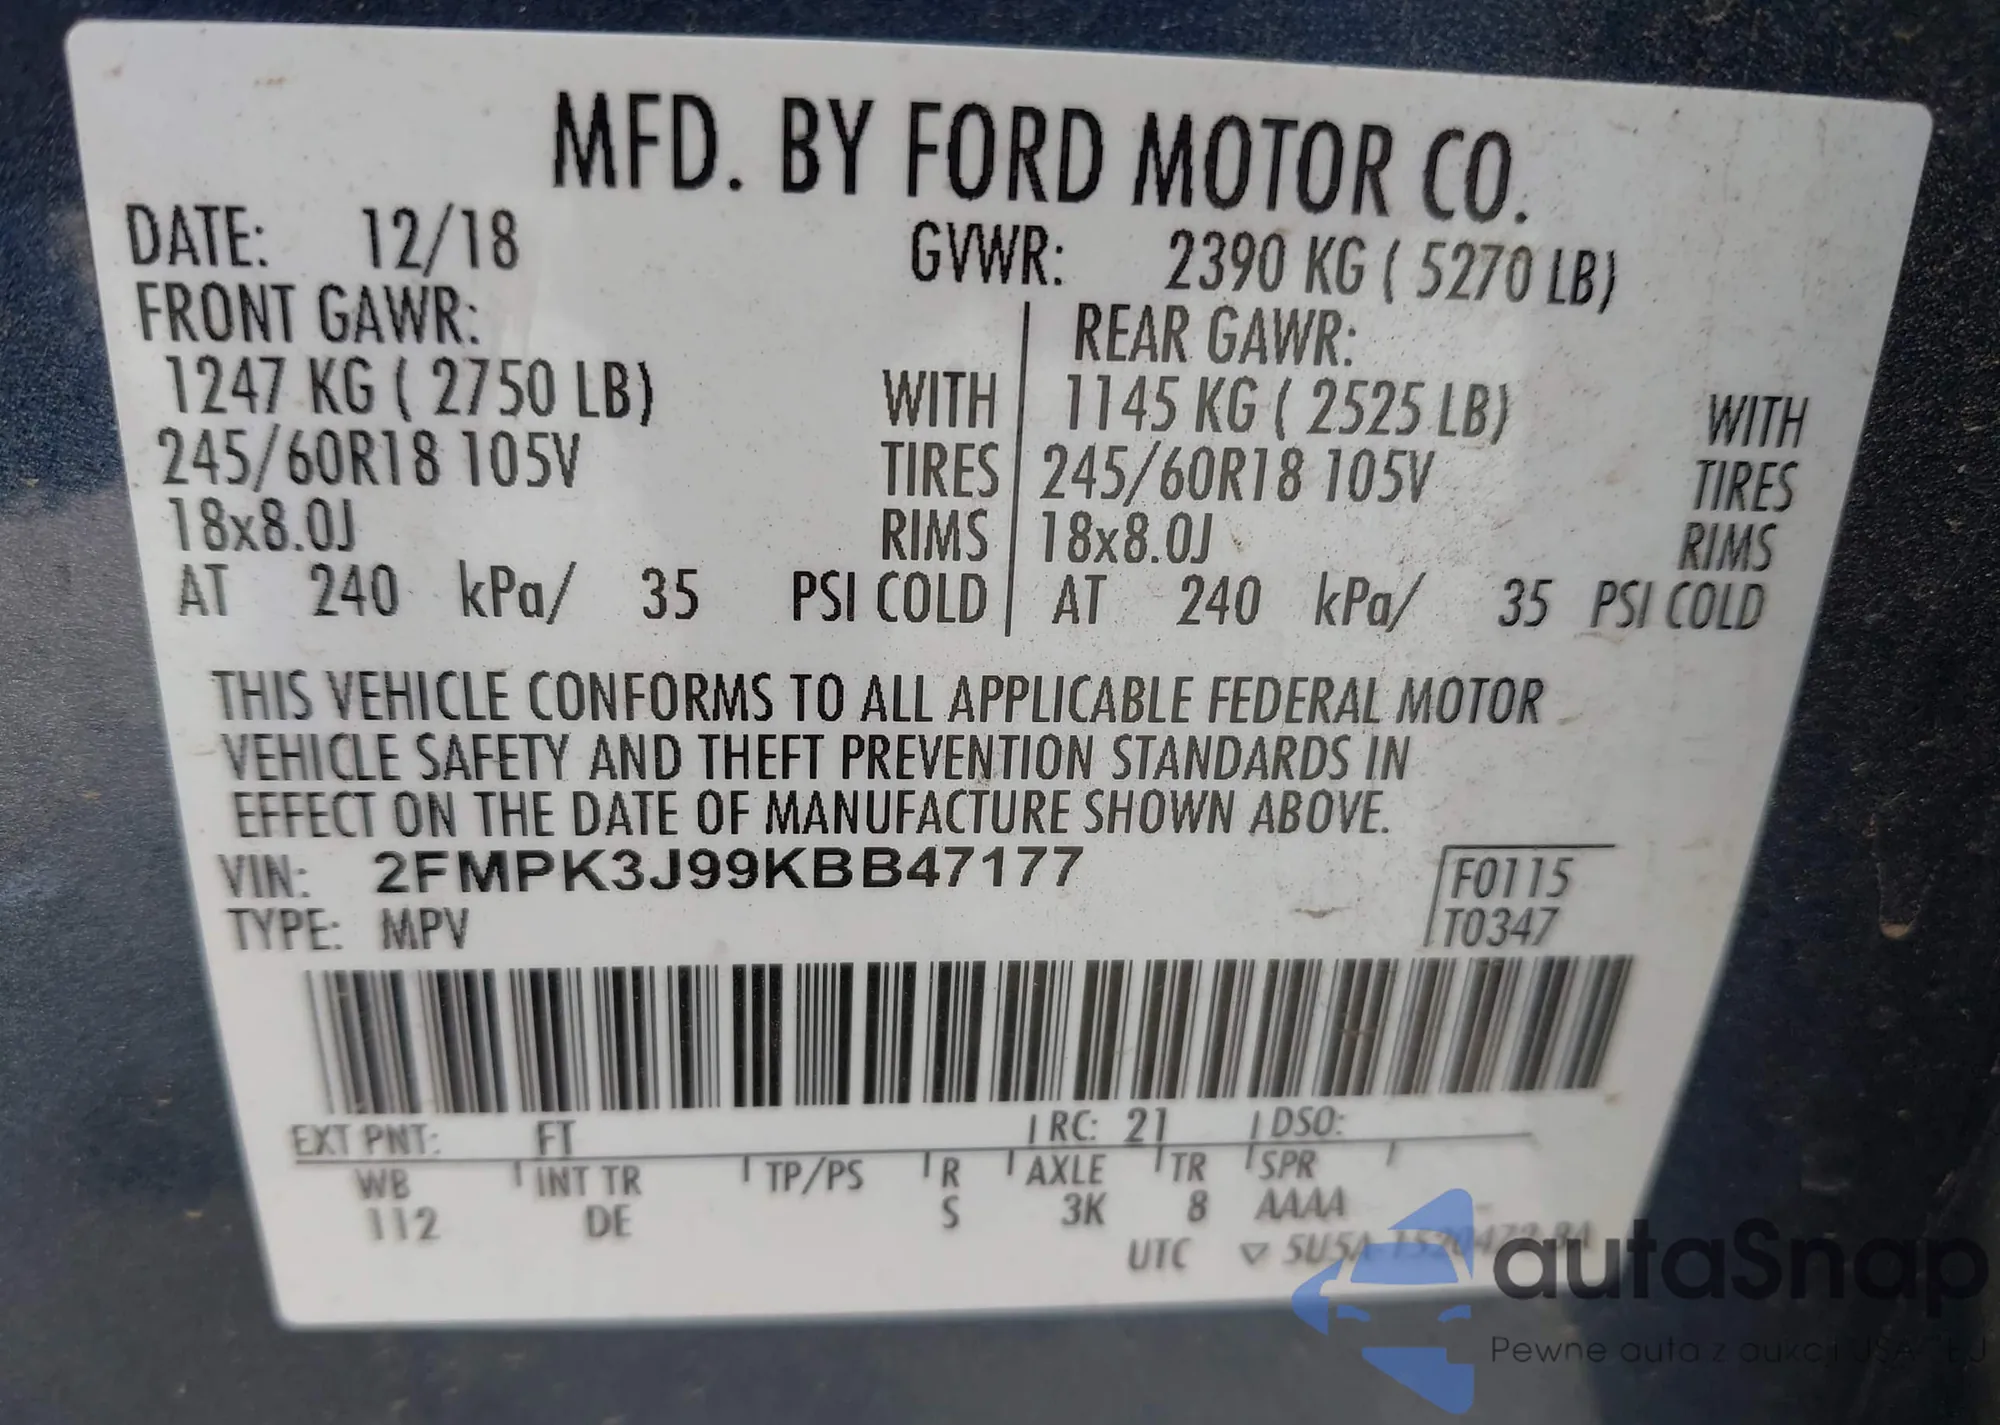 MFD. BY FORD MOTOR CO.
DATE: 12/18 GVWR: 2390 KG ( 5270 LB)
FRONT GAWR: REAR GAWR:
1247 KG ( 2750 LB) WITH 1145 KG ( 2525 LB) WITH
245/60R18 105V TIRES 245/60R18 105V TIRES
18x8.0J RIMS 18x8.0J RIMS
AT 240 kPa/ 35 PSI COLD AT 240 kPa/ 35 PSI COLD
THIS VEHICLE CONFORMS TO ALL APPLICABLE FEDERAL MOTOR
VEHICLE SAFETY AND THEFT PREVENTION STANDARDS IN
EFFECT ON THE DATE OF MANUFACTURE SHOWN ABOVE.
VIN: 2FMPK3J99KBB47177 F0115
TYPE: MPV T0347
EXT PNT: FT RC: 21 DSO:
WB INT TR TP/PS R AXLE TR SPR
112 DE S 3K 8 AAAA
UTC
autaSnap
Pewne auta z aukcji USA